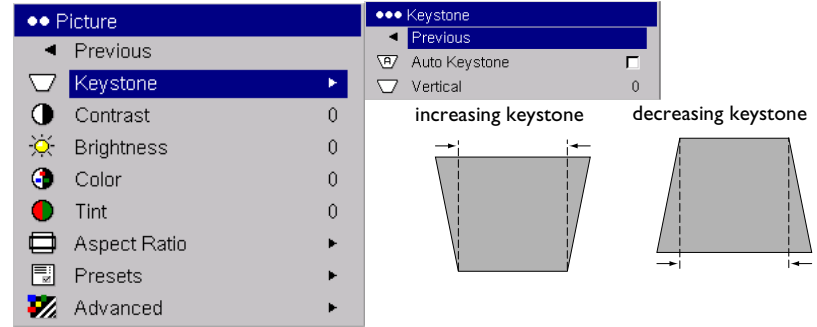 Picture
Previous
Keystone
Contrast 0
Brightness 0
Color 0
Tint 0
Aspect Ratio
Presets
Advanced
Keystone
Previous
A Auto Keystone
Vertical 0
increasing keystone
decreasing keystone